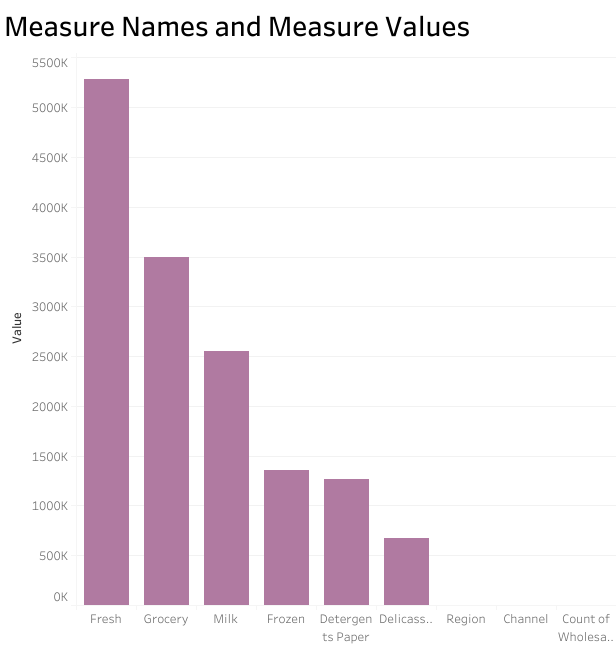 Measure Names and Measure Values
5500K
5000K
4500K
4000K
3500K
3000K
2500K
2000K
1500K
1000K
500K
0K
Value
Fresh
Grocery
Milk
Frozen
Detergen
ts Paper
Delicass..
Region
Channel
Count of
Wholesa..